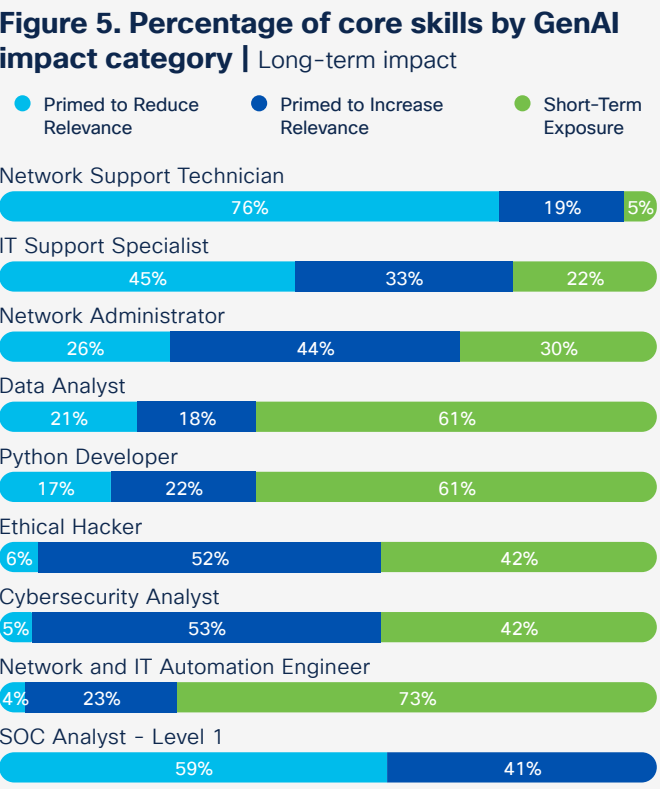 Figure 5. Percentage of core skills by GenAI
impact category | Long-term impact
Primed to Reduce
Relevance
Primed to Increase
Relevance
Short-Term
Exposure
Network Support Technician
76% 19% 5%
IT Support Specialist
45% 33% 22%
Network Administrator
26% 44% 30%
Data Analyst
21% 18% 61%
Python Developer
17% 22% 61%
Ethical Hacker
6% 52% 42%
Cybersecurity Analyst
5% 53% 42%
Network and IT Automation Engineer
4% 23% 73%
SOC Analyst - Level 1
59% 41%